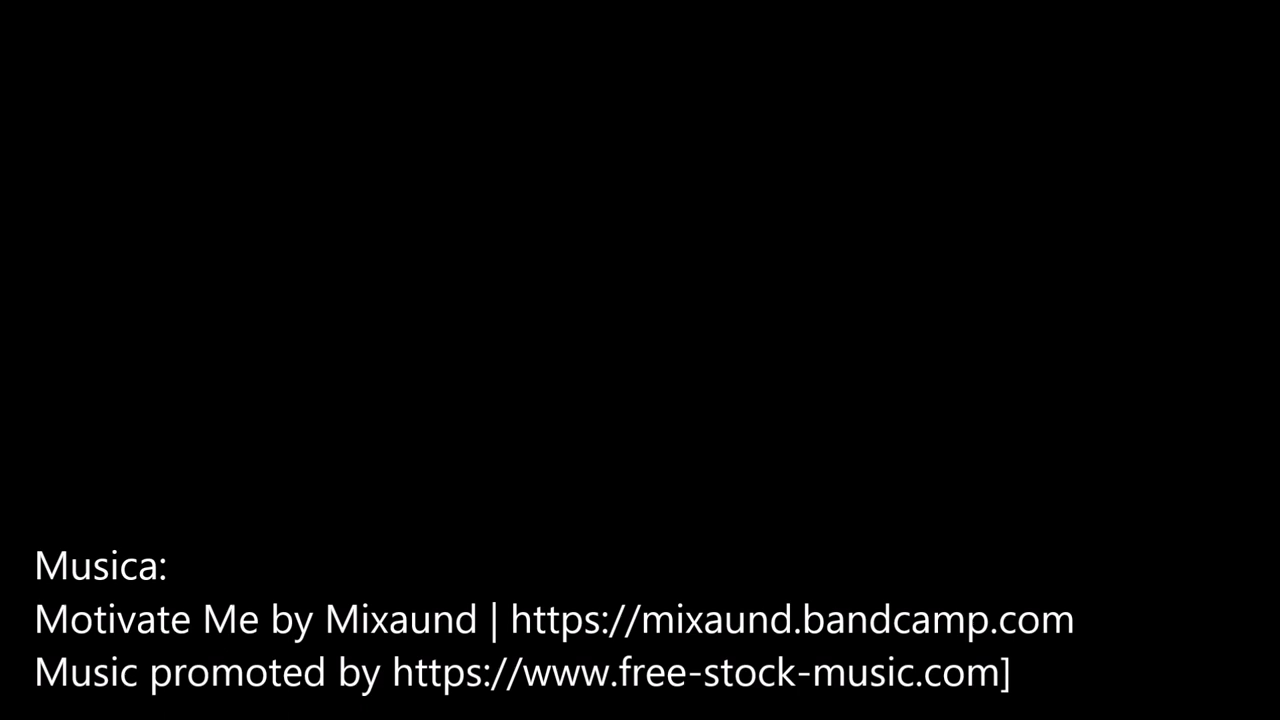 Musica:
Motivate Me by Mixaund | https://mixaund.bandcamp.com
Music promoted by https://www.free-stock-music.com]